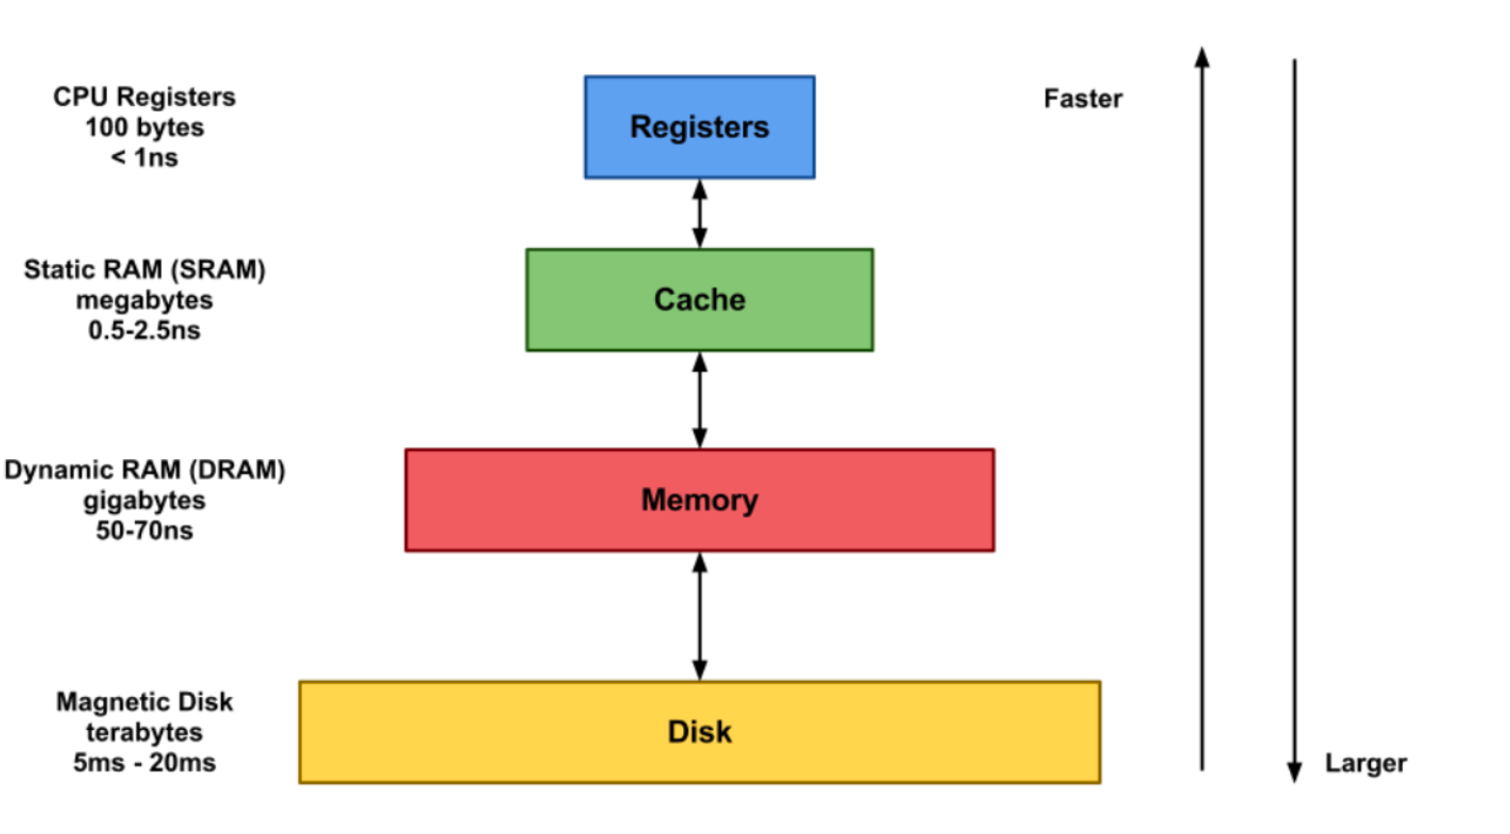 CPU Registers
100 bytes
< 1ns
Registers
Faster
Static RAM (SRAM)
megabytes
0.5-2.5ns
Cache
Dynamic RAM (DRAM)
gigabytes
50-70ns
Memory
Magnetic Disk
terabytes
5ms - 20ms
Disk
Larger